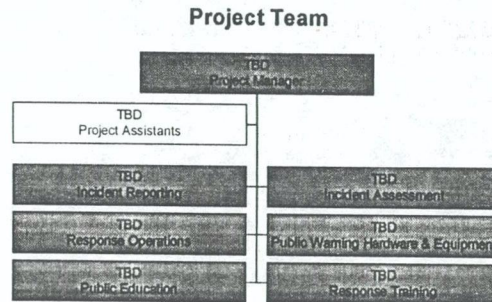 Project Team
TBD
Project Manager
TBD
Project Assistants
TBD
Incident Reporting
TBD
Incident Assessment
TBD
Response Operations
TBD
Public Warning Hardware & Equipment
TBD
Public Education
TBD
Response Training